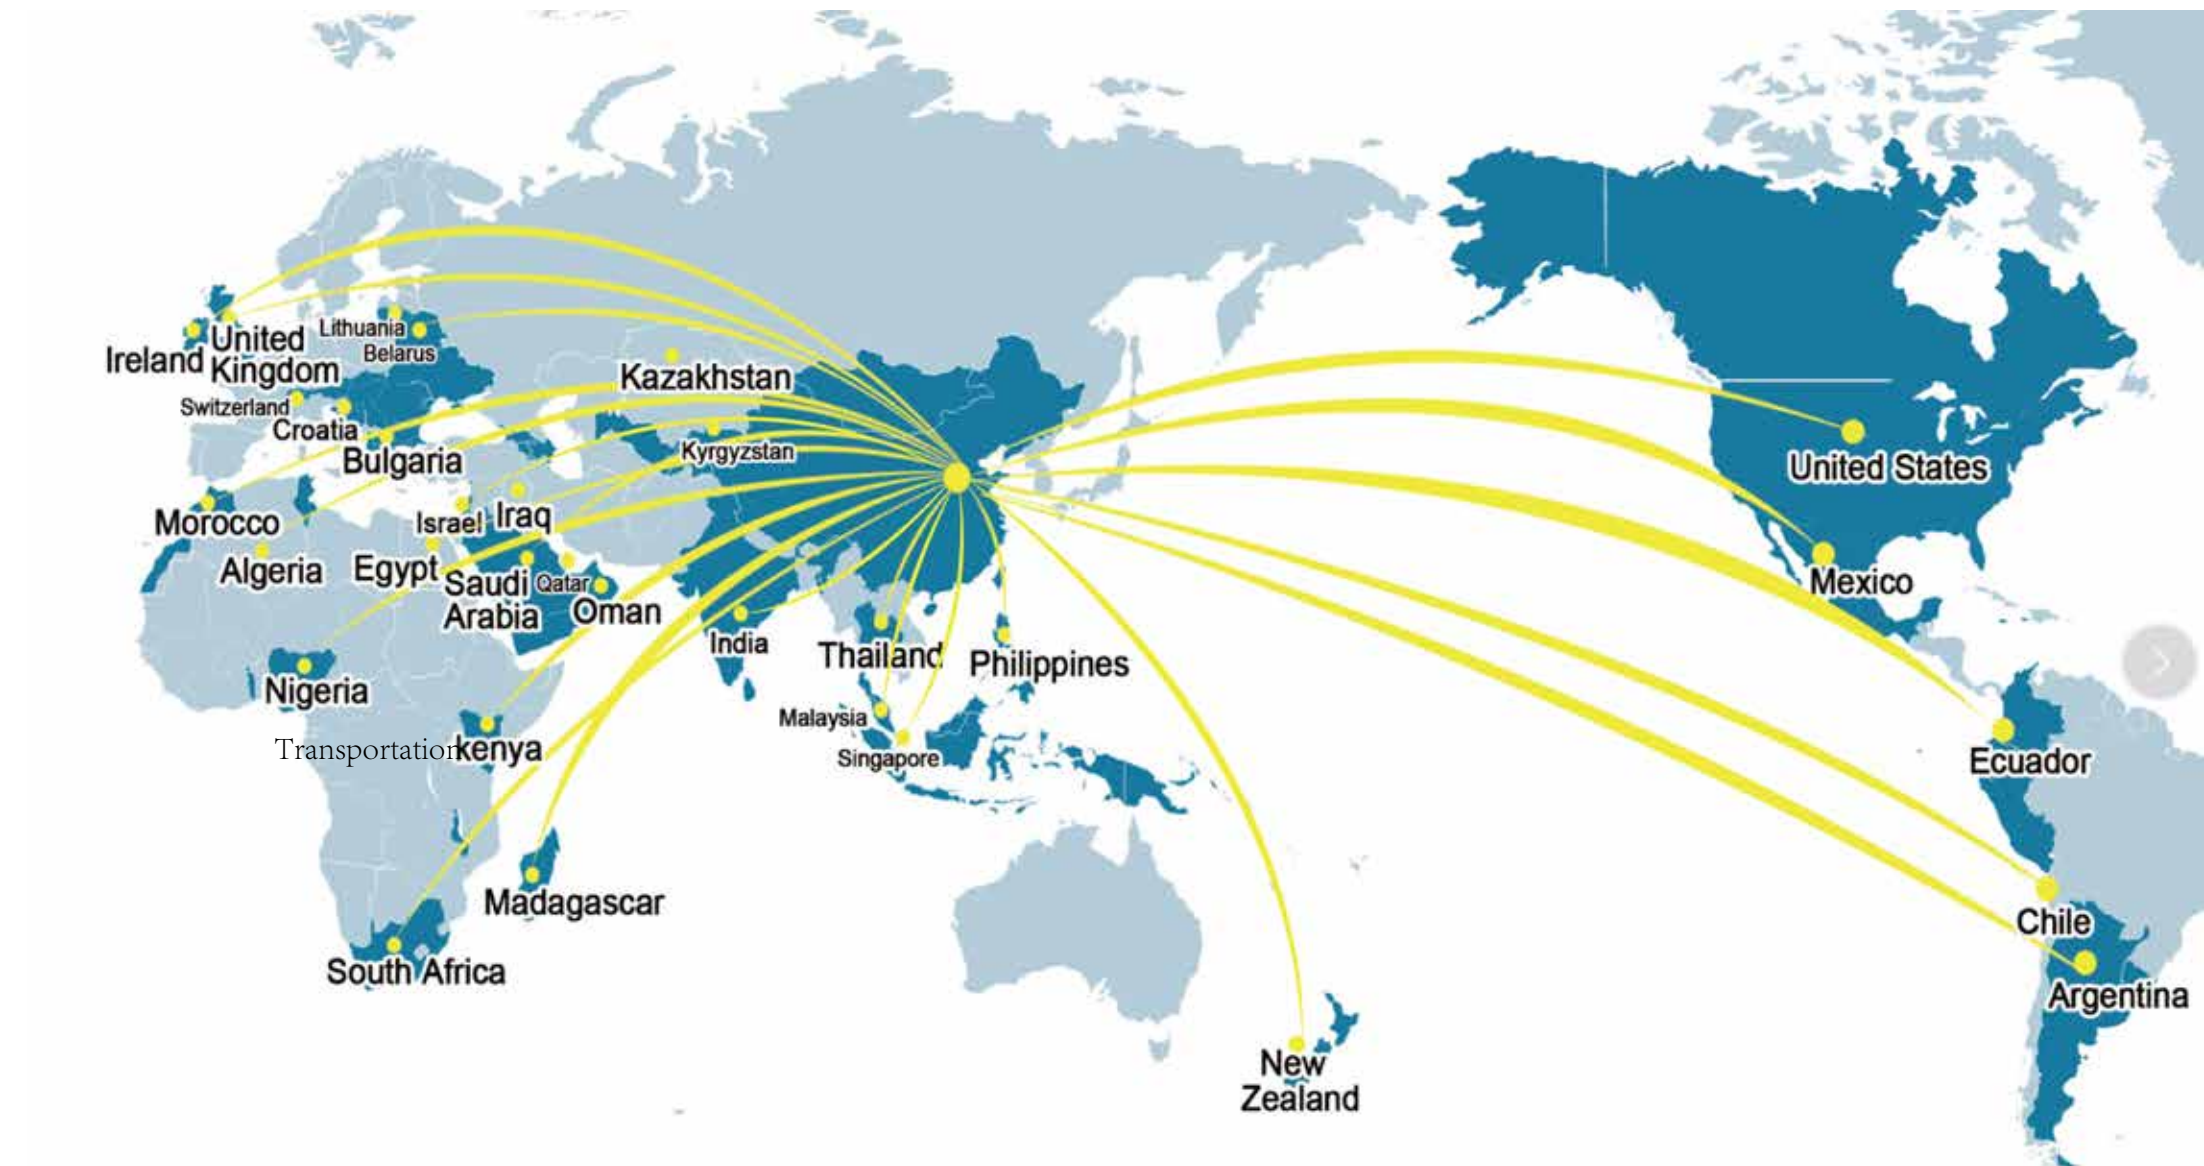 Ireland
United
Kingdom
Lithuania
Belarus
Kazakhstan
Switzerland
Croatia
Bulgaria
Kyrgyzstan
United States
Morocco
Israel
Iraq
Algeria
Egypt
Saudi
Arabia
Qatar
Oman
Mexico
India
Thailand
Philippines
Nigeria
Malaysia
Singapore
Transportation
kenya
Ecuador
Madagascar
Chile
South Africa
Argentina
New
Zealand